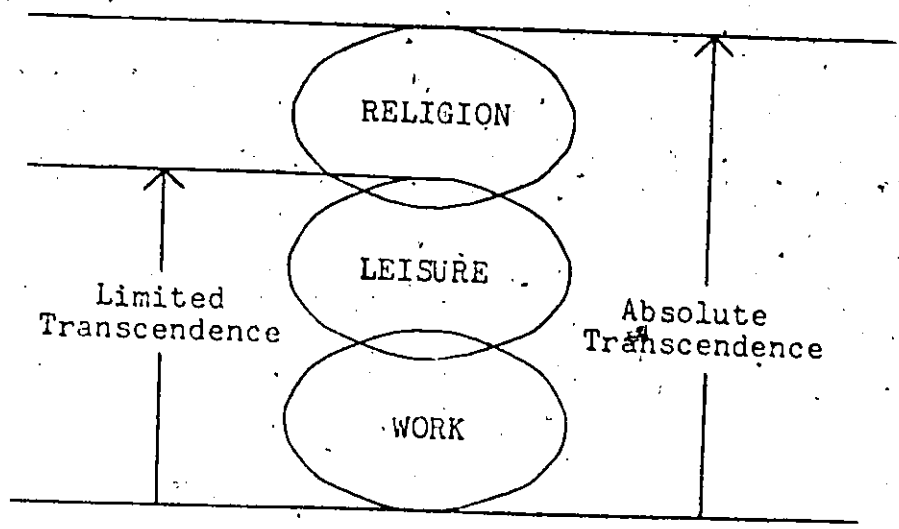 RELIGION
LEISURE
Limited
Transcendence
Absolute
Transcendence
WORK